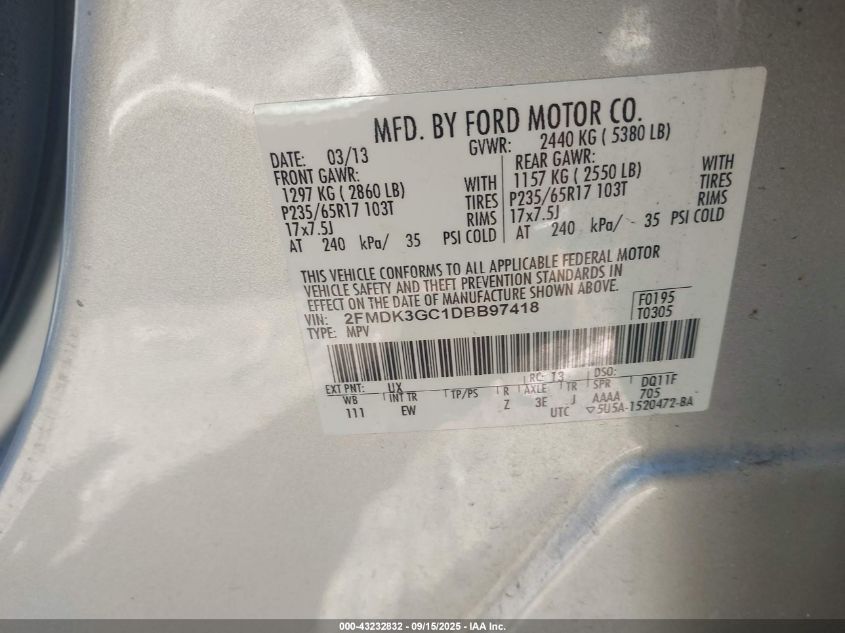 MFD. BY FORD MOTOR CO.
DATE: 03/13
GVWR: 2440 KG ( 5380 LB)
FRONT GAWR:
1297 KG ( 2860 LB)
P235/65R17 103T
17x7.5J
WITH
TIRES
RIMS
AT 240 kPa/ 35 PSI COLD
REAR GAWR:
1157 KG ( 2550 LB)
P235/65R17 103T
17x7.5J
WITH
TIRES
RIMS
AT 240 kPa/ 35 PSI COLD
THIS VEHICLE CONFORMS TO ALL APPLICABLE FEDERAL MOTOR
VEHICLE SAFETY AND THEFT PREVENTION STANDARDS IN
EFFECT ON THE DATE OF MANUFACTURE SHOWN ABOVE.
VIN: 2FMDK3GC1DBB97418
TYPE: MPV
F0195
T0305
EXT PNT: UX RC: 13 DSO:
WB INT TR TP/PS R AXLE TR SPR DQ11F
111 EW Z 3E J AAAA 705
UTC ▽5U5A-1520472-BA
000-43232832 - 09/15/2025 - IAA Inc.